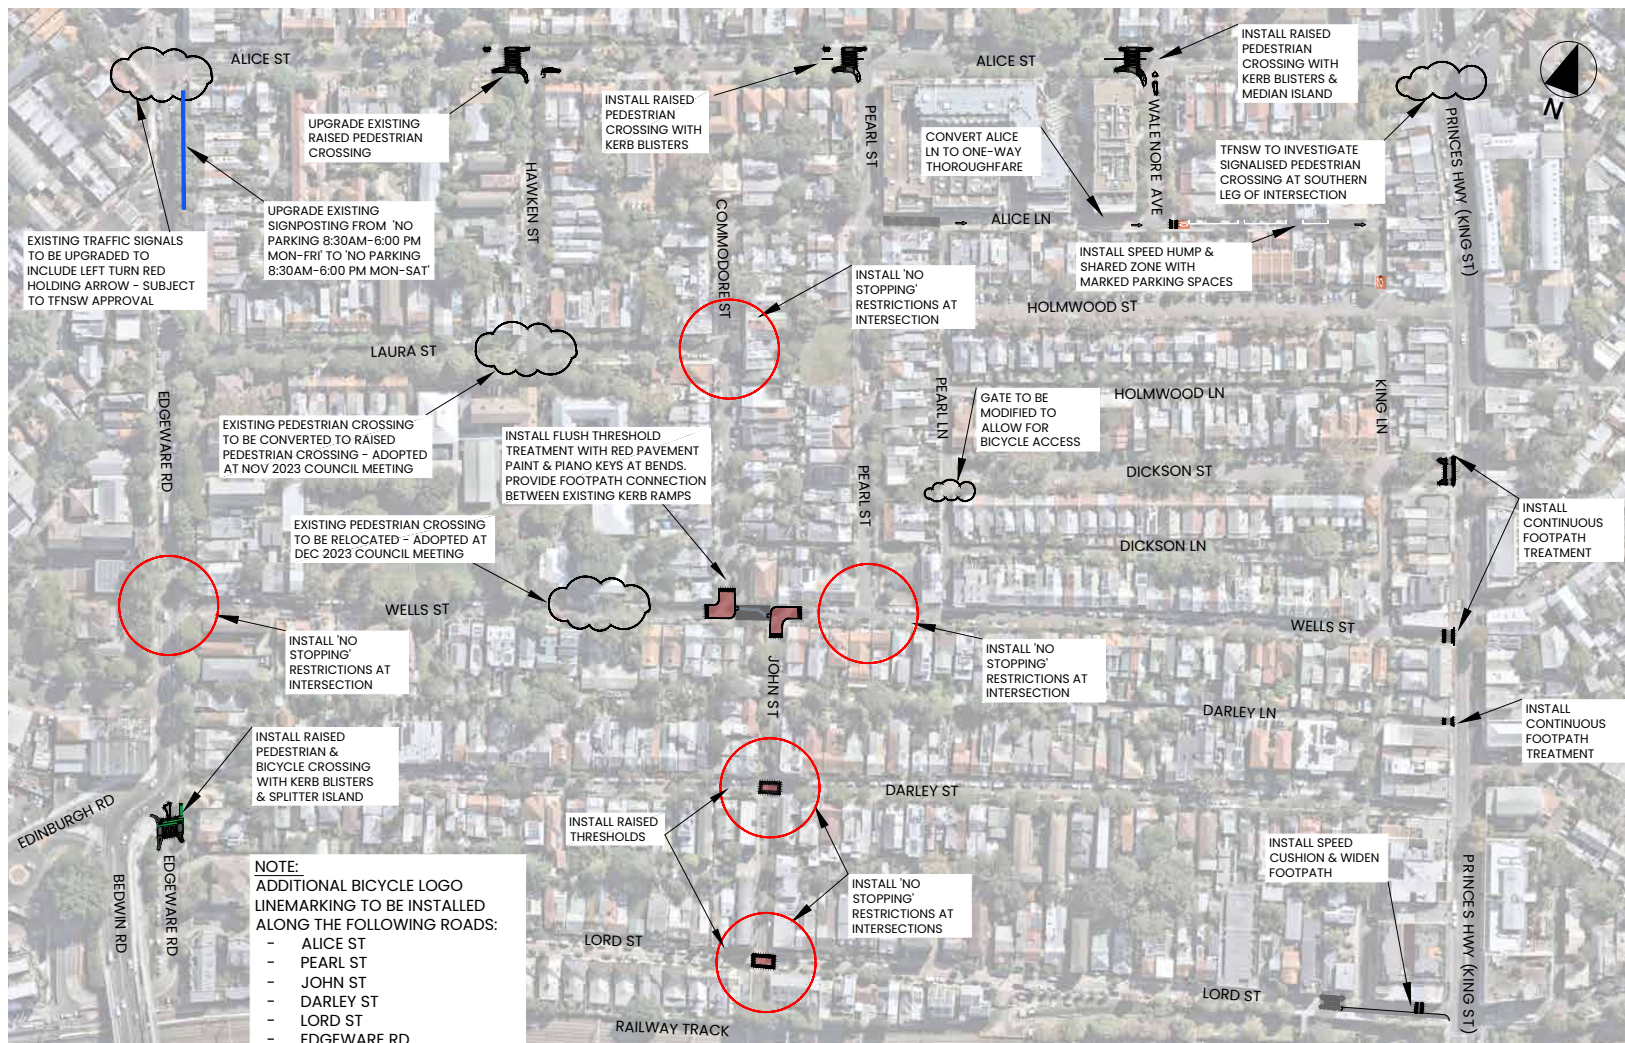 ALICE ST
ALICE ST
INSTALL RAISED
PEDESTRIAN
CROSSING WITH
KERB BLISTERS &
MEDIAN ISLAND
N
UPGRADE EXISTING
RAISED PEDESTRIAN
CROSSING
INSTALL RAISED
PEDESTRIAN
CROSSING WITH
KERB BLISTERS
PEARL ST
CONVERT ALICE
LN TO ONE-WAY
THOROUGHFARE
WALENORE AVE
TFNSW TO INVESTIGATE
SIGNALISED PEDESTRIAN
CROSSING AT SOUTHERN
LEG OF INTERSECTION
PRINCES HWY (KING ST)
HAWKEN ST
COMMODORE ST
ALICE LN
EXISTING TRAFFIC SIGNALS
TO BE UPGRADED TO
INCLUDE LEFT TURN RED
HOLDING ARROW - SUBJECT
TO TFNSW APPROVAL
UPGRADE EXISTING
SIGNPOSTING FROM 'NO
PARKING 8:30AM-6:00 PM
MON-FRI' TO 'NO PARKING
8:30AM-6:00 PM MON-SAT'
INSTALL SPEED HUMP &
SHARED ZONE WITH
MARKED PARKING SPACES
INSTALL 'NO
STOPPING'
RESTRICTIONS AT
INTERSECTION
HOLMWOOD ST
LAURA ST
EDGEWARE RD
PEARL LN
HOLMWOOD LN
KING LN
GATE TO BE
MODIFIED TO
ALLOW FOR
BICYCLE ACCESS
EXISTING PEDESTRIAN CROSSING
TO BE CONVERTED TO RAISED
PEDESTRIAN CROSSING - ADOPTED
AT NOV 2023 COUNCIL MEETING
INSTALL FLUSH THRESHOLD
TREATMENT WITH RED PAVEMENT
PAINT & PIANO KEYS AT BENDS.
PROVIDE FOOTPATH CONNECTION
BETWEEN EXISTING KERB RAMPS
PEARL ST
DICKSON ST
EXISTING PEDESTRIAN CROSSING
TO BE RELOCATED - ADOPTED AT
DEC 2023 COUNCIL MEETING
INSTALL
CONTINUOUS
FOOTPATH
TREATMENT
DICKSON LN
WELLS ST
WELLS ST
INSTALL 'NO
STOPPING'
RESTRICTIONS AT
INTERSECTION
JOHN ST
INSTALL 'NO
STOPPING'
RESTRICTIONS AT
INTERSECTION
DARLEY LN
INSTALL
CONTINUOUS
FOOTPATH
TREATMENT
INSTALL RAISED
PEDESTRIAN &
BICYCLE CROSSING
WITH KERB BLISTERS
& SPLITTER ISLAND
DARLEY ST
EDINBURGH RD
INSTALL RAISED
THRESHOLDS
INSTALL SPEED
CUSHION & WIDEN
FOOTPATH
BEDWIN RD
EDGEWARE RD
INSTALL 'NO
STOPPING'
RESTRICTIONS AT
INTERSECTIONS
PRINCES HWY (KING ST)
NOTE:
ADDITIONAL BICYCLE LOGO
LINEMARKING TO BE INSTALLED
ALONG THE FOLLOWING ROADS:
- ALICE ST
- PEARL ST
- JOHN ST
- DARLEY ST
- LORD ST
- EDGEWARE RD
LORD ST
LORD ST
RAILWAY TRACK